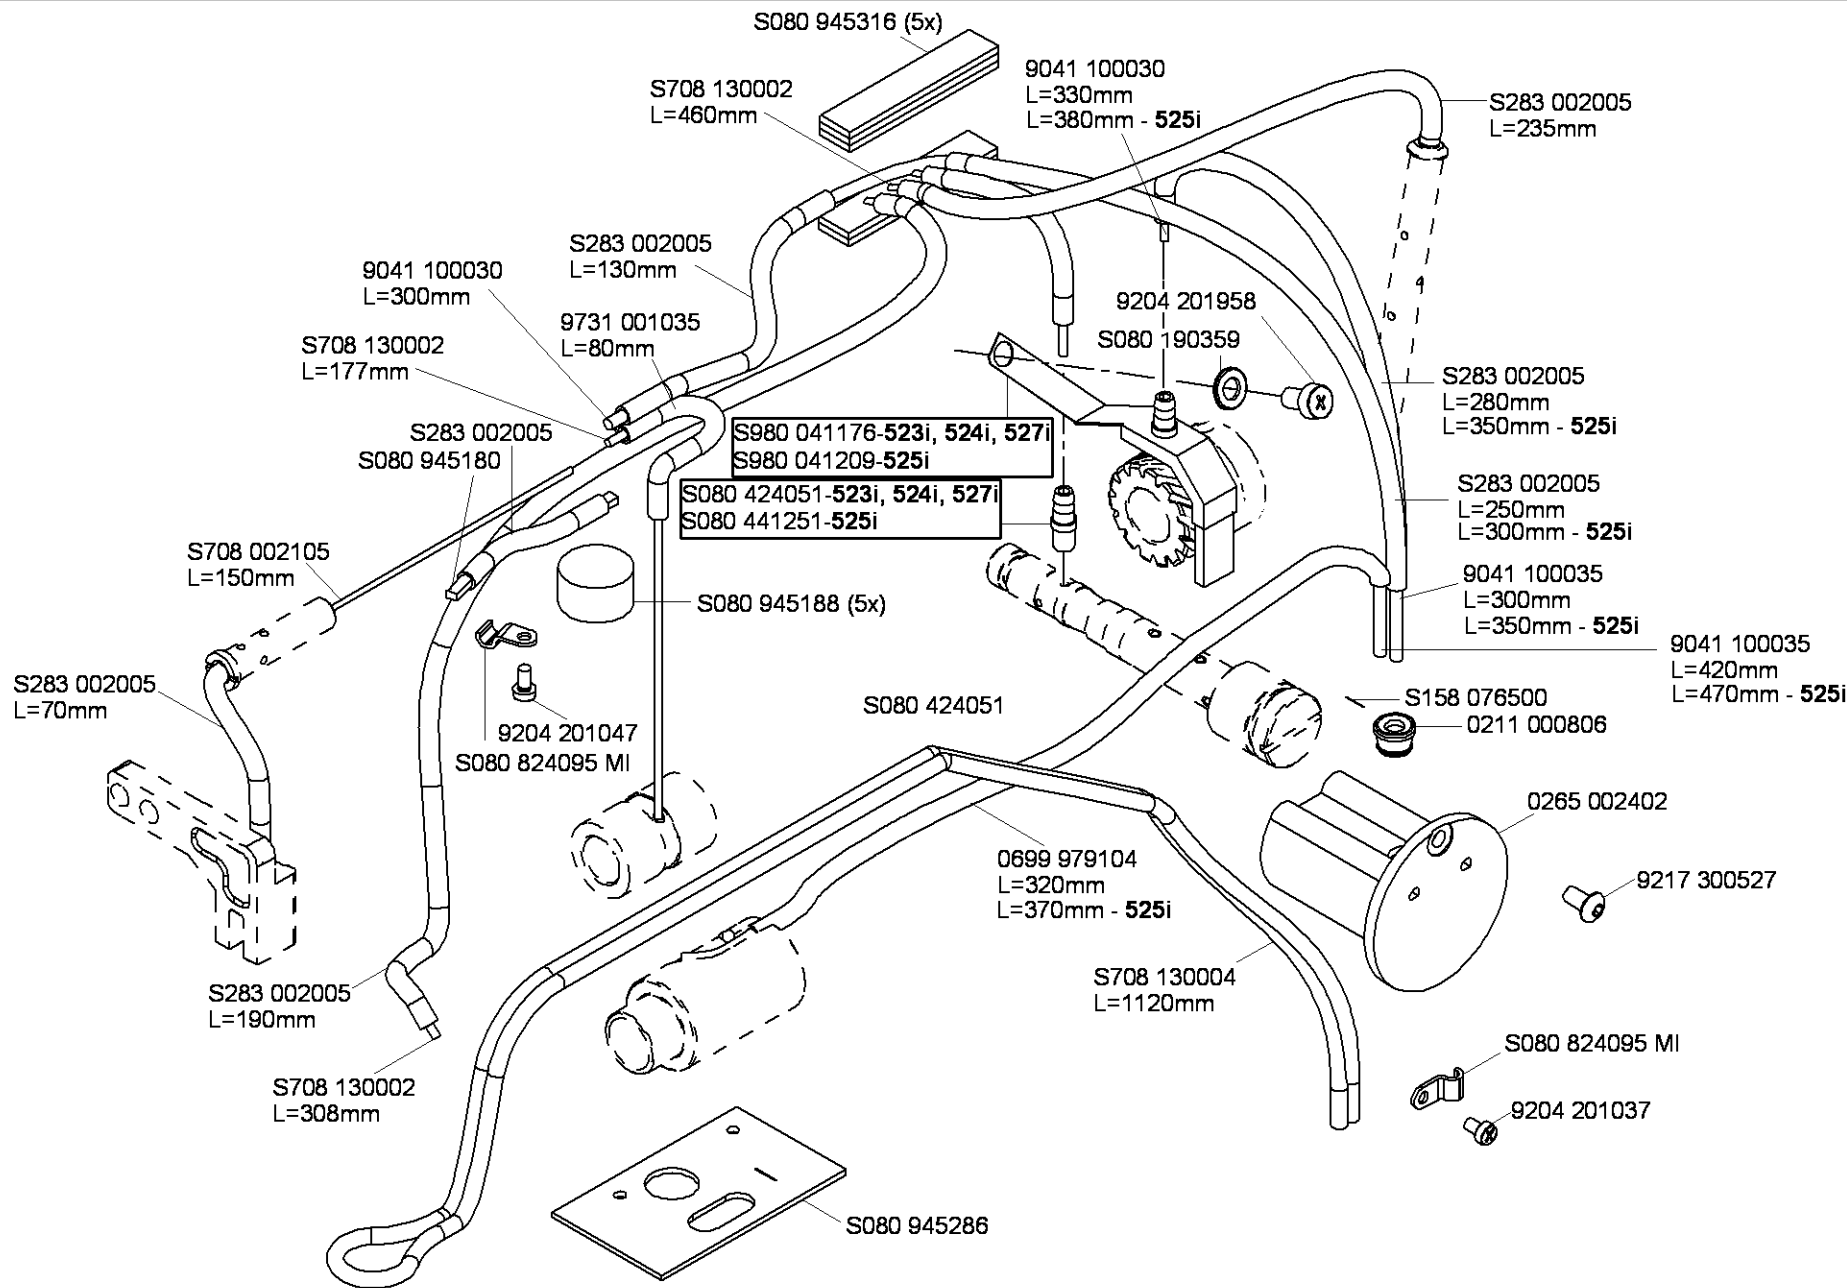 S080 945316 (5x)
S708 130002
L=460mm
9041 100030
L=330mm
L=380mm - 525i
S283 002005
L=235mm
S283 002005
L=130mm
9041 100030
L=300mm
9731 001035
L=80mm
S708 130002
L=177mm
9204 201958
S080 190359
S283 002005
L=280mm
L=350mm - 525i
S283 002005
S080 945180
S980 041176-523i, 524i, 527i
S980 041209-525i
S080 424051-523i, 524i, 527i
S080 441251-525i
S283 002005
L=250mm
L=300mm - 525i
S708 002105
L=150mm
S080 945188 (5x)
9041 100035
L=300mm
L=350mm - 525i
9041 100035
L=420mm
L=470mm - 525i
S283 002005
L=70mm
S080 424051
S158 076500
0211 000806
9204 201047
S080 824095 MI
0265 002402
0699 979104
L=320mm
L=370mm - 525i
9217 300527
S283 002005
L=190mm
S708 130004
L=1120mm
S080 824095 MI
S708 130002
L=308mm
9204 201037
S080 945286